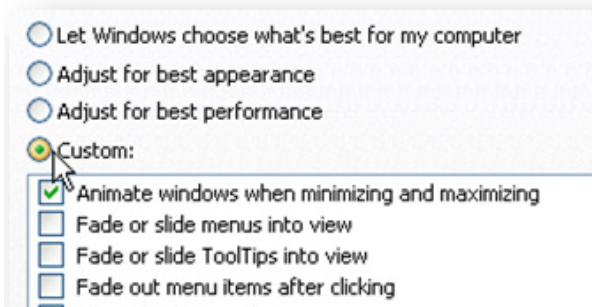 Let Windows choose what's best for my computer
Adjust for best appearance
Adjust for best performance
Custom:
Animate windows when minimizing and maximizing
Fade or slide menus into view
Fade or slide ToolTips into view
Fade out menu items after clicking